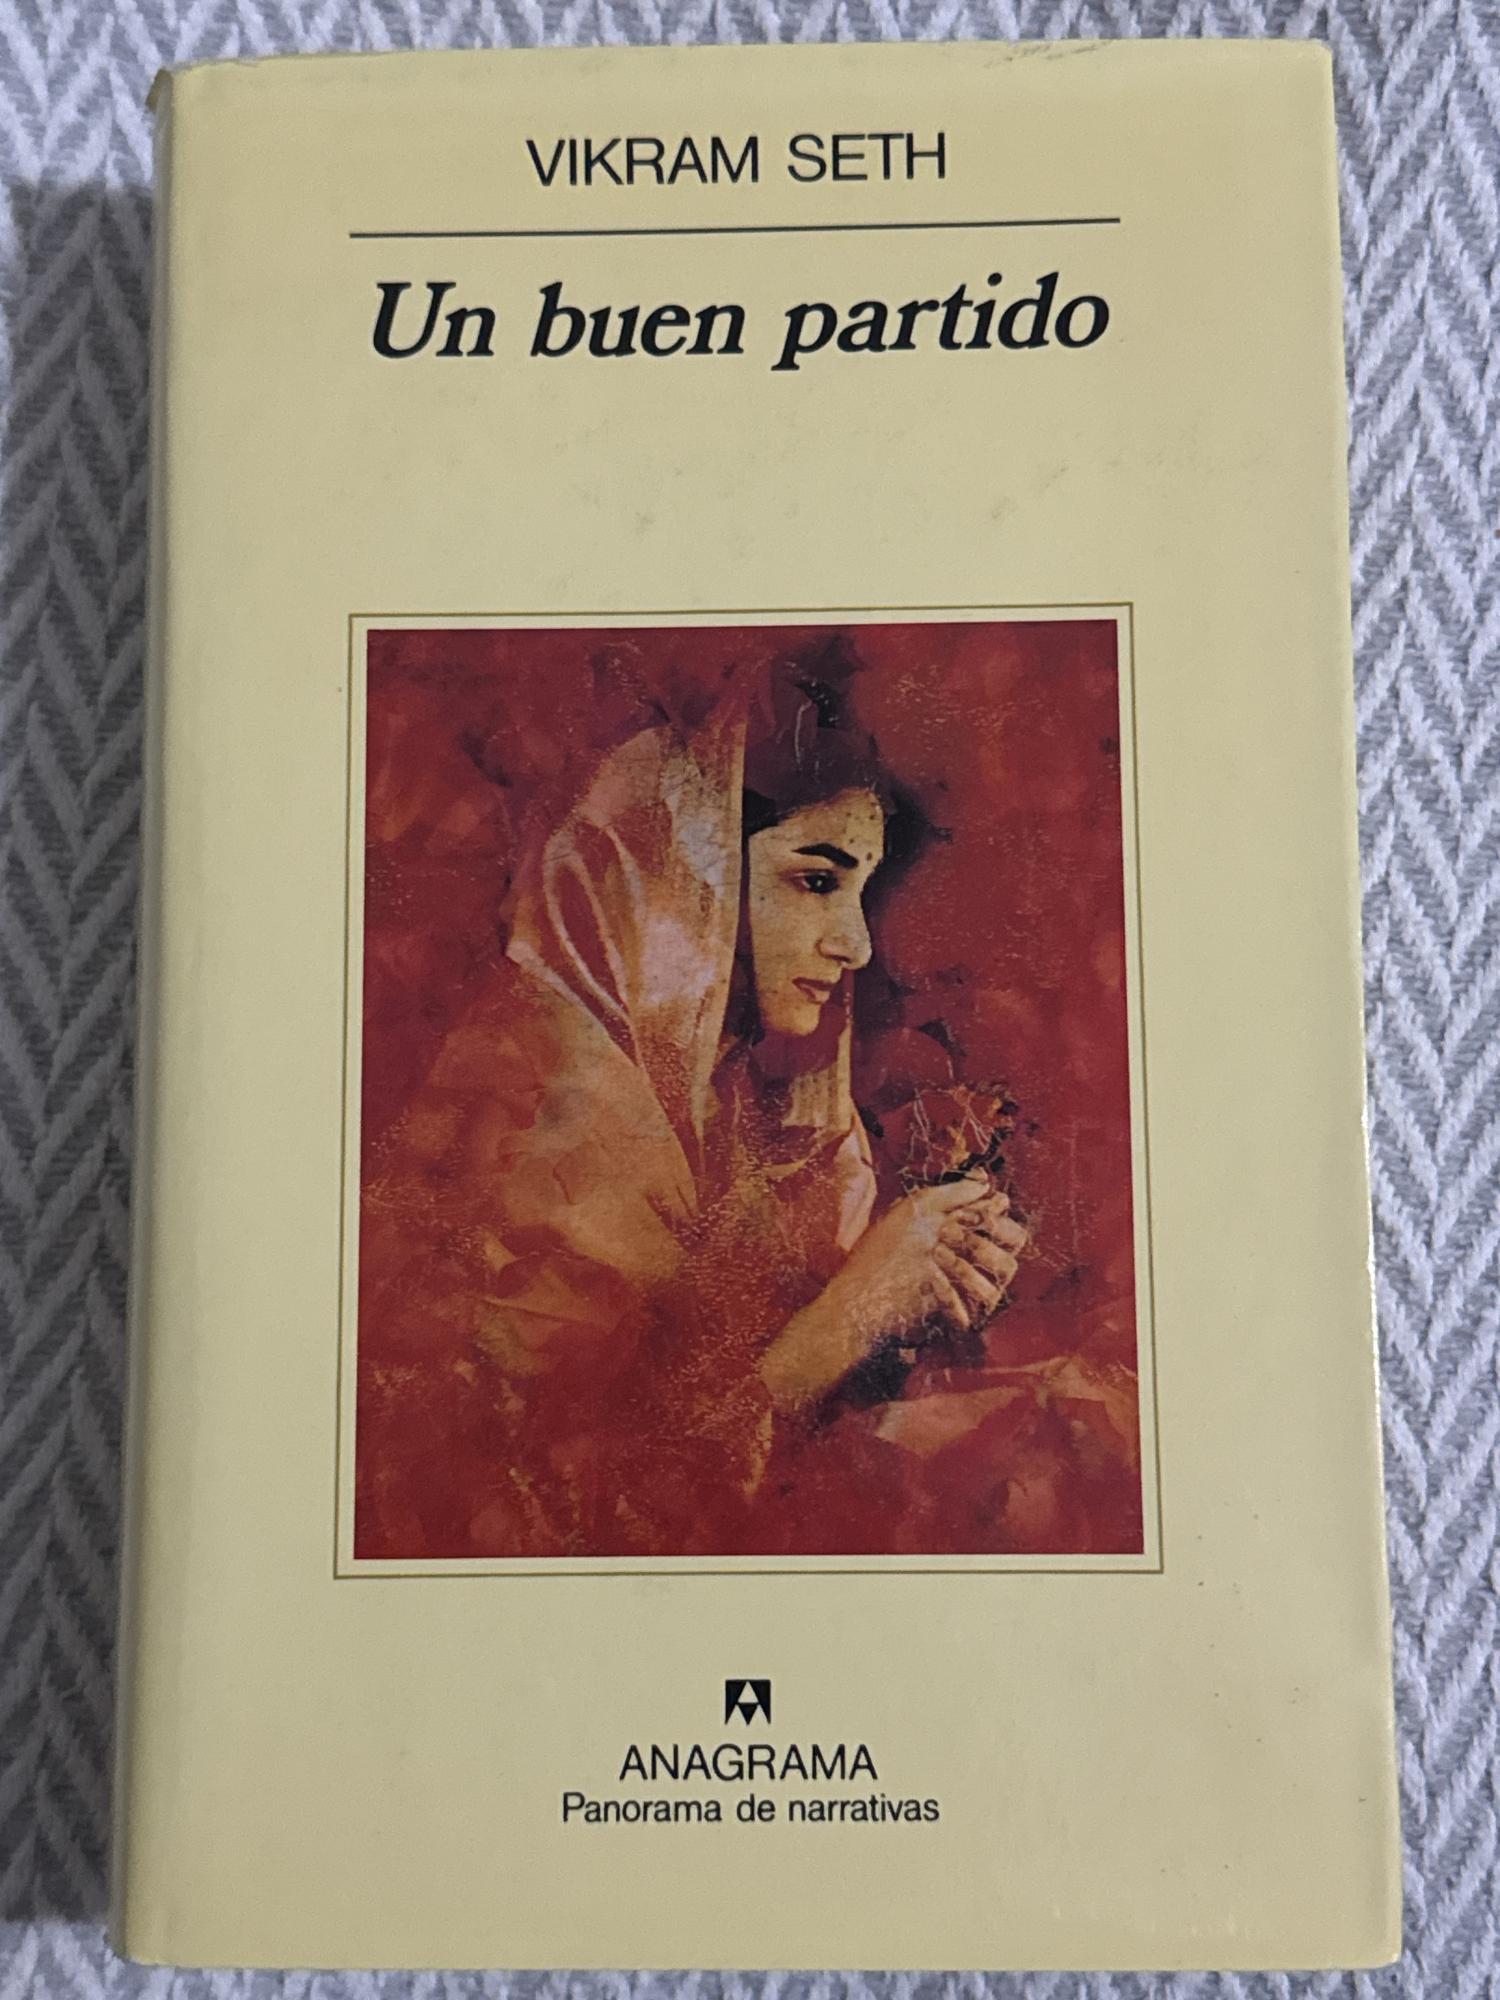 VIKRAM SETH
Un buen partido
ANAGRAMA
Panorama de narrativas